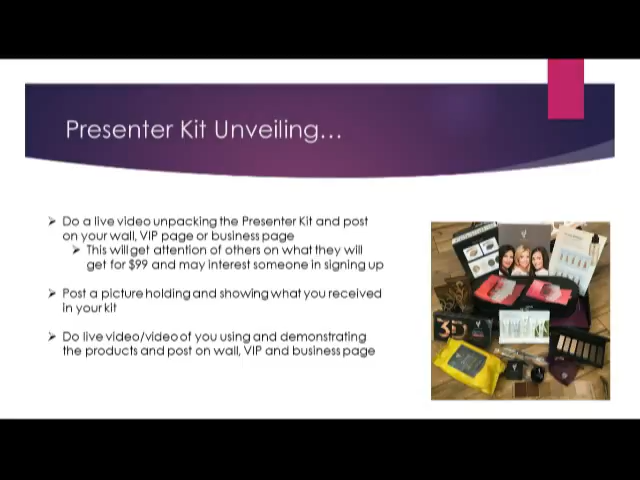 Presenter Kit Unveiling...
➢ Do a live video unpacking the Presenter Kit and post
on your wall, VIP page or business page
➢ This will get attention of others on what they will
get for $99 and may interest someone in signing up
➢ Post a picture holding and showing what you received
in your kit
➢ Do live video/video of you using and demonstrating
the products and post on wall, VIP and business page
3D